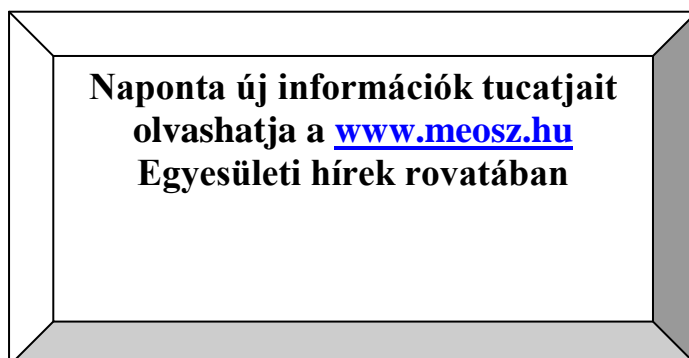 Naponta új információk tucatjait
olvashatja a www.meosz.hu
Egyesületi hírek rovatában